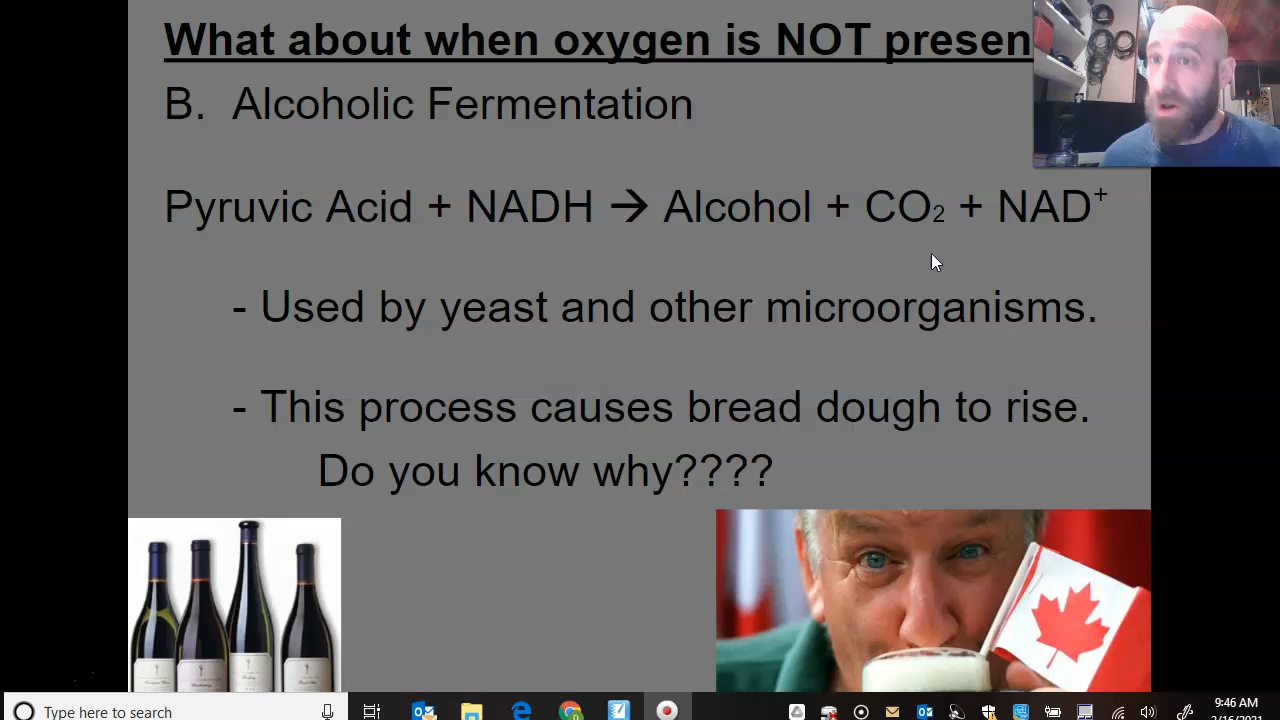 What about when oxygen is NOT presen
B. Alcoholic Fermentation
Pyruvic Acid + NADH → Alcohol + CO₂ + NAD⁺
- Used by yeast and other microorganisms.
- This process causes bread dough to rise.
Do you know why????
Type here to search
9:46 AM